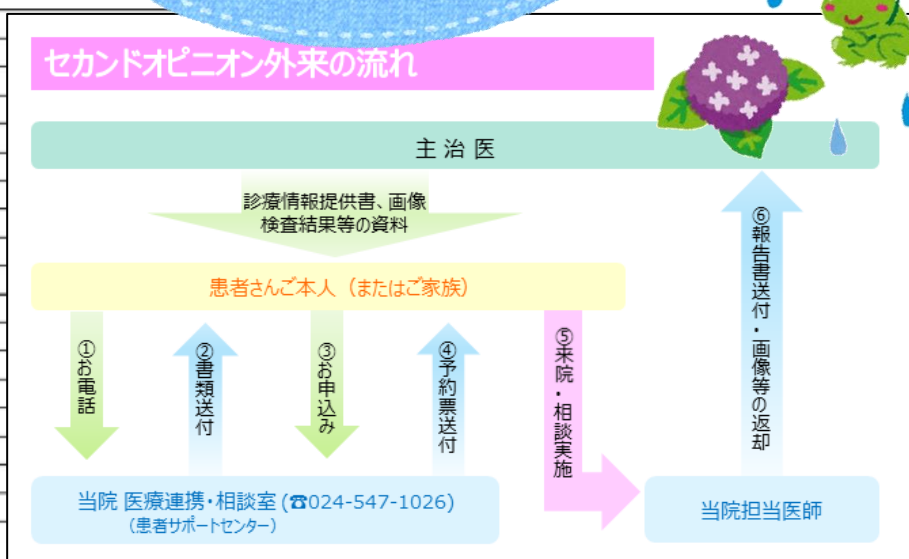 セカンドオピニオン外来の流れ
主治医
診療情報提供書、画像
検査結果等の資料
患者さんご本人（またはご家族）
①お電話
②書類送付
③お申込み
④予約票送付
⑤来院・相談実施
⑥報告書送付・画像等の返却
当院 医療連携・相談室 (☎024-547-1026)
（患者サポートセンター）
当院担当医師